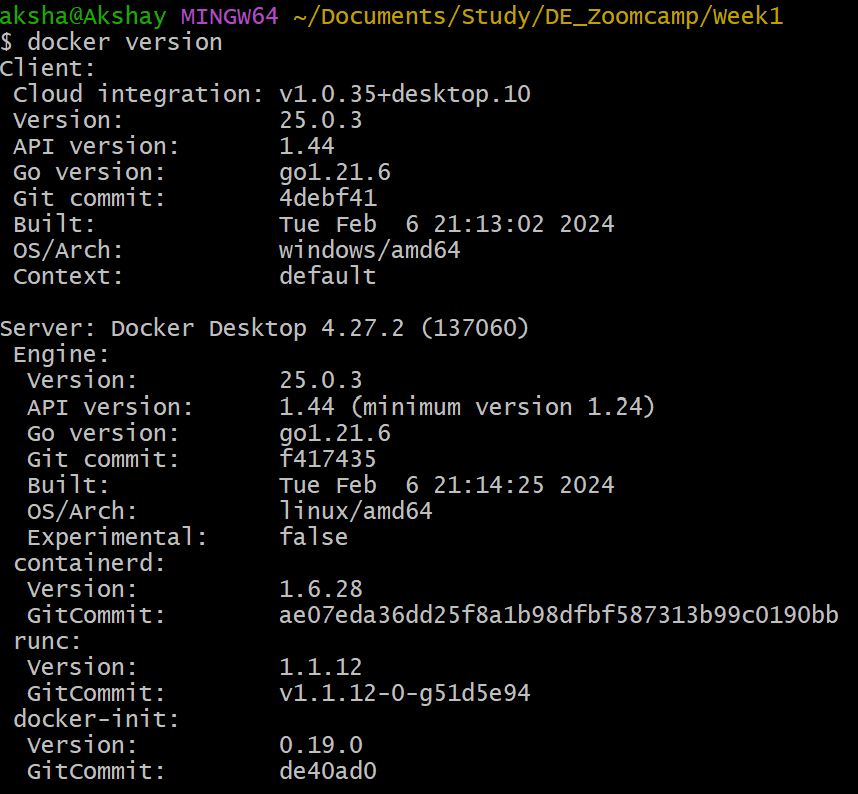 aksha@Akshay MINGW64 ~/Documents/Study/DE_Zoomcamp/Week1
$ docker version
Client:
 Cloud integration: v1.0.35+desktop.10
 Version:           25.0.3
 API version:       1.44
 Go version:        go1.21.6
 Git commit:        4debf41
 Built:             Tue Feb  6 21:13:02 2024
 OS/Arch:           windows/amd64
 Context:           default

Server: Docker Desktop 4.27.2 (137060)
 Engine:
  Version:          25.0.3
  API version:      1.44 (minimum version 1.24)
  Go version:       go1.21.6
  Git commit:       f417435
  Built:            Tue Feb  6 21:14:25 2024
  OS/Arch:          linux/amd64
  Experimental:     false
 containerd:
  Version:          1.6.28
  GitCommit:        ae07eda36dd25f8a1b98dfbf587313b99c0190bb
 runc:
  Version:          1.1.12
  GitCommit:        v1.1.12-0-g51d5e94
 docker-init:
  Version:          0.19.0
  GitCommit:        de40ad0